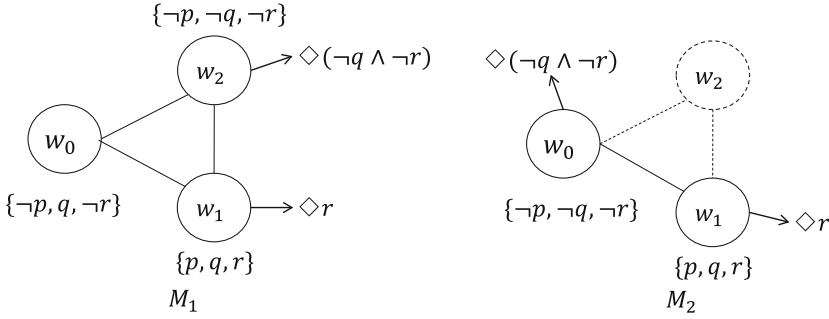 {¬p, ¬q, ¬r}
w₂
◇(¬q ∧ ¬r)
w₀
{¬p, q, ¬r}
w₁
◇r
{p, q, r}
M₁
◇(¬q ∧ ¬r)
w₂
w₀
{¬p, ¬q, ¬r}
w₁
◇r
{p, q, r}
M₂